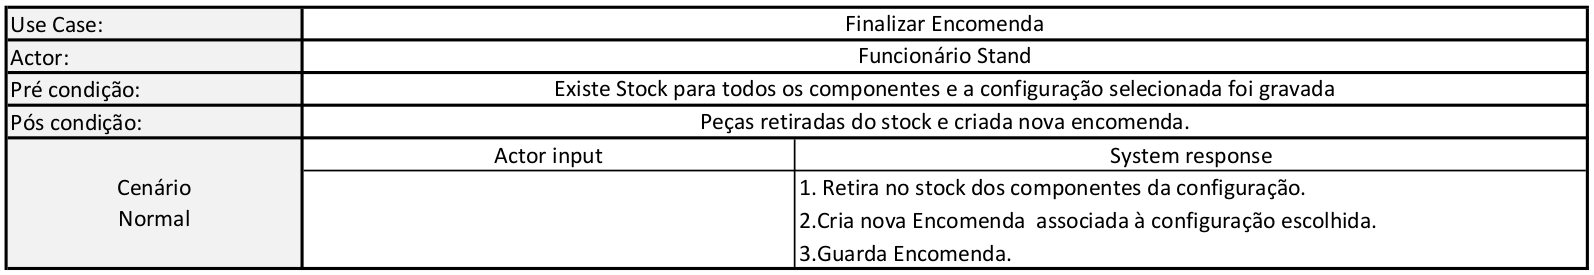 Use Case:
Finalizar Encomenda
Actor:
Funcionário Stand
Pré condição:
Existe Stock para todos os componentes e a configuração selecionada foi gravada
Pós condição:
Peças retiradas do stock e criada nova encomenda.
Cenário
Normal
Actor input
System response
1. Retira no stock dos componentes da configuração.
2.Cria nova Encomenda  associada à configuração escolhida.
3.Guarda Encomenda.